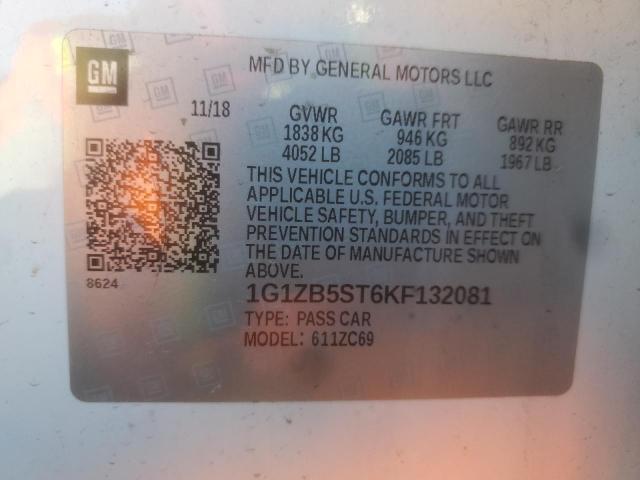 GM
MFD BY GENERAL MOTORS LLC
11/18 GVWR GAWR FRT GAWR RR
1838 KG 946 KG 892 KG
4052 LB 2085 LB 1967 LB
THIS VEHICLE CONFORMS TO ALL
APPLICABLE U.S. FEDERAL MOTOR
VEHICLE SAFETY, BUMPER, AND THEFT
PREVENTION STANDARDS IN EFFECT ON
THE DATE OF MANUFACTURE SHOWN
ABOVE.
8624
1G1ZB5ST6KF132081
TYPE: PASS CAR
MODEL: 611ZC69